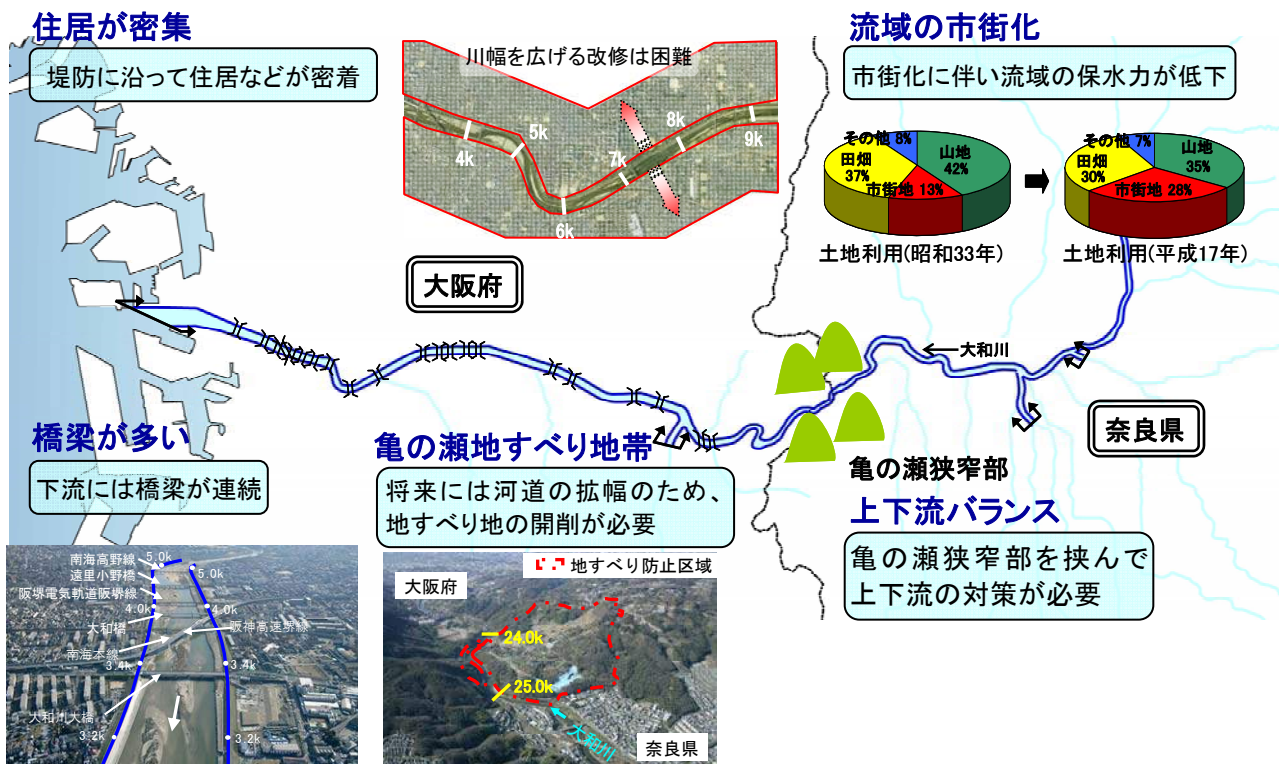 住居が密集
堤防に沿って住居などが密着
川幅を広げる改修は困難
4k
5k
6k
7k
8k
9k
流域の市街化
市街化に伴い流域の保水力が低下
その他 8%
山地
42%
田畑
37%
市街地 13%
土地利用(昭和33年)
その他 7%
山地
35%
田畑
30%
市街地 28%
土地利用(平成17年)
大阪府
大和川
奈良県
橋梁が多い
下流には橋梁が連続
南海高野線
遠里小野橋
阪堺電気軌道阪堺線
大和橋
南海本線
大和川大橋
阪神高速堺線
5.0k
5.0k
4.0k
4.0k
3.4k
3.4k
3.2k
3.2k
亀の瀬地すべり地帯
将来には河道の拡幅のため、
地すべり地の開削が必要
地すべり防止区域
大阪府
24.0k
25.0k
大和川
奈良県
亀の瀬狭窄部
上下流バランス
亀の瀬狭窄部を挟んで
上下流の対策が必要